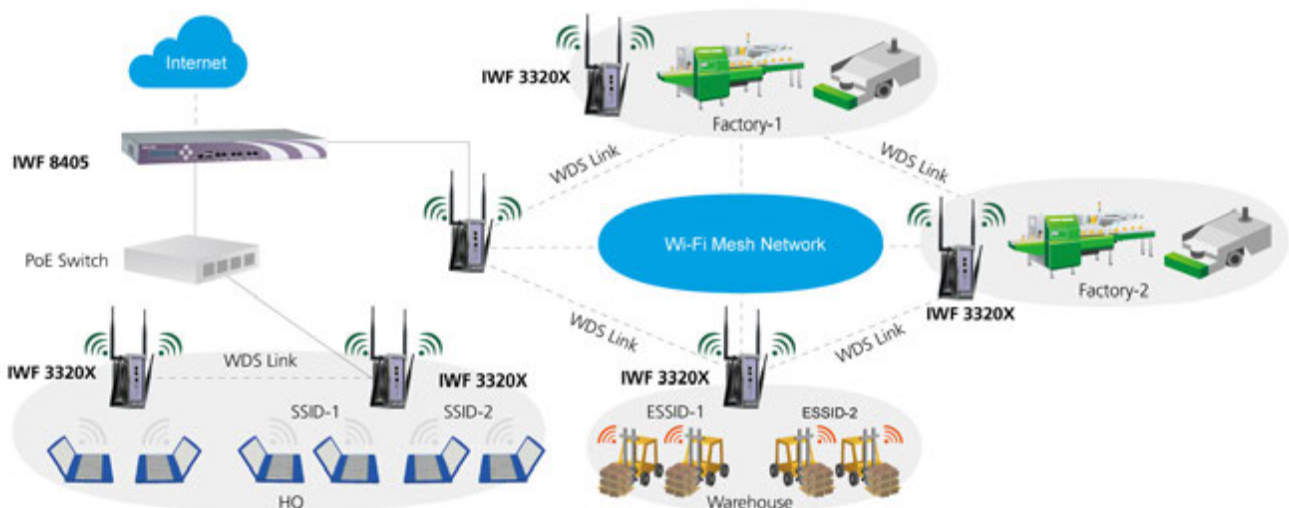 Internet
IWF 8405
PoE Switch
IWF 3320X
Factory-1
WDS Link
WDS Link
Wi-Fi Mesh Network
Factory-2
IWF 3320X
WDS Link
WDS Link
IWF 3320X
WDS Link
IWF 3320X
IWF 3320X
SSID-1
SSID-2
ESSID-1
ESSID-2
HQ
Warehouse